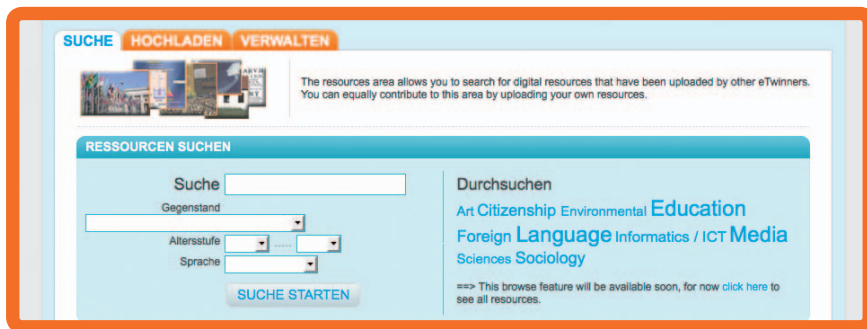 SUCHE HOCHLADEN VERWALTEN
The resources area allows you to search for digital resources that have been uploaded by other eTwinners.
You can equally contribute to this area by uploading your own resources.
RESSOURCEN SUCHEN
Suche
Gegenstand
Altersstufe .....
Sprache
SUCHE STARTEN
Durchsuchen
Art Citizenship Environmental Education
Foreign Language Informatics / ICT Media
Sciences Sociology
==> This browse feature will be available soon, for now click here to
see all resources.